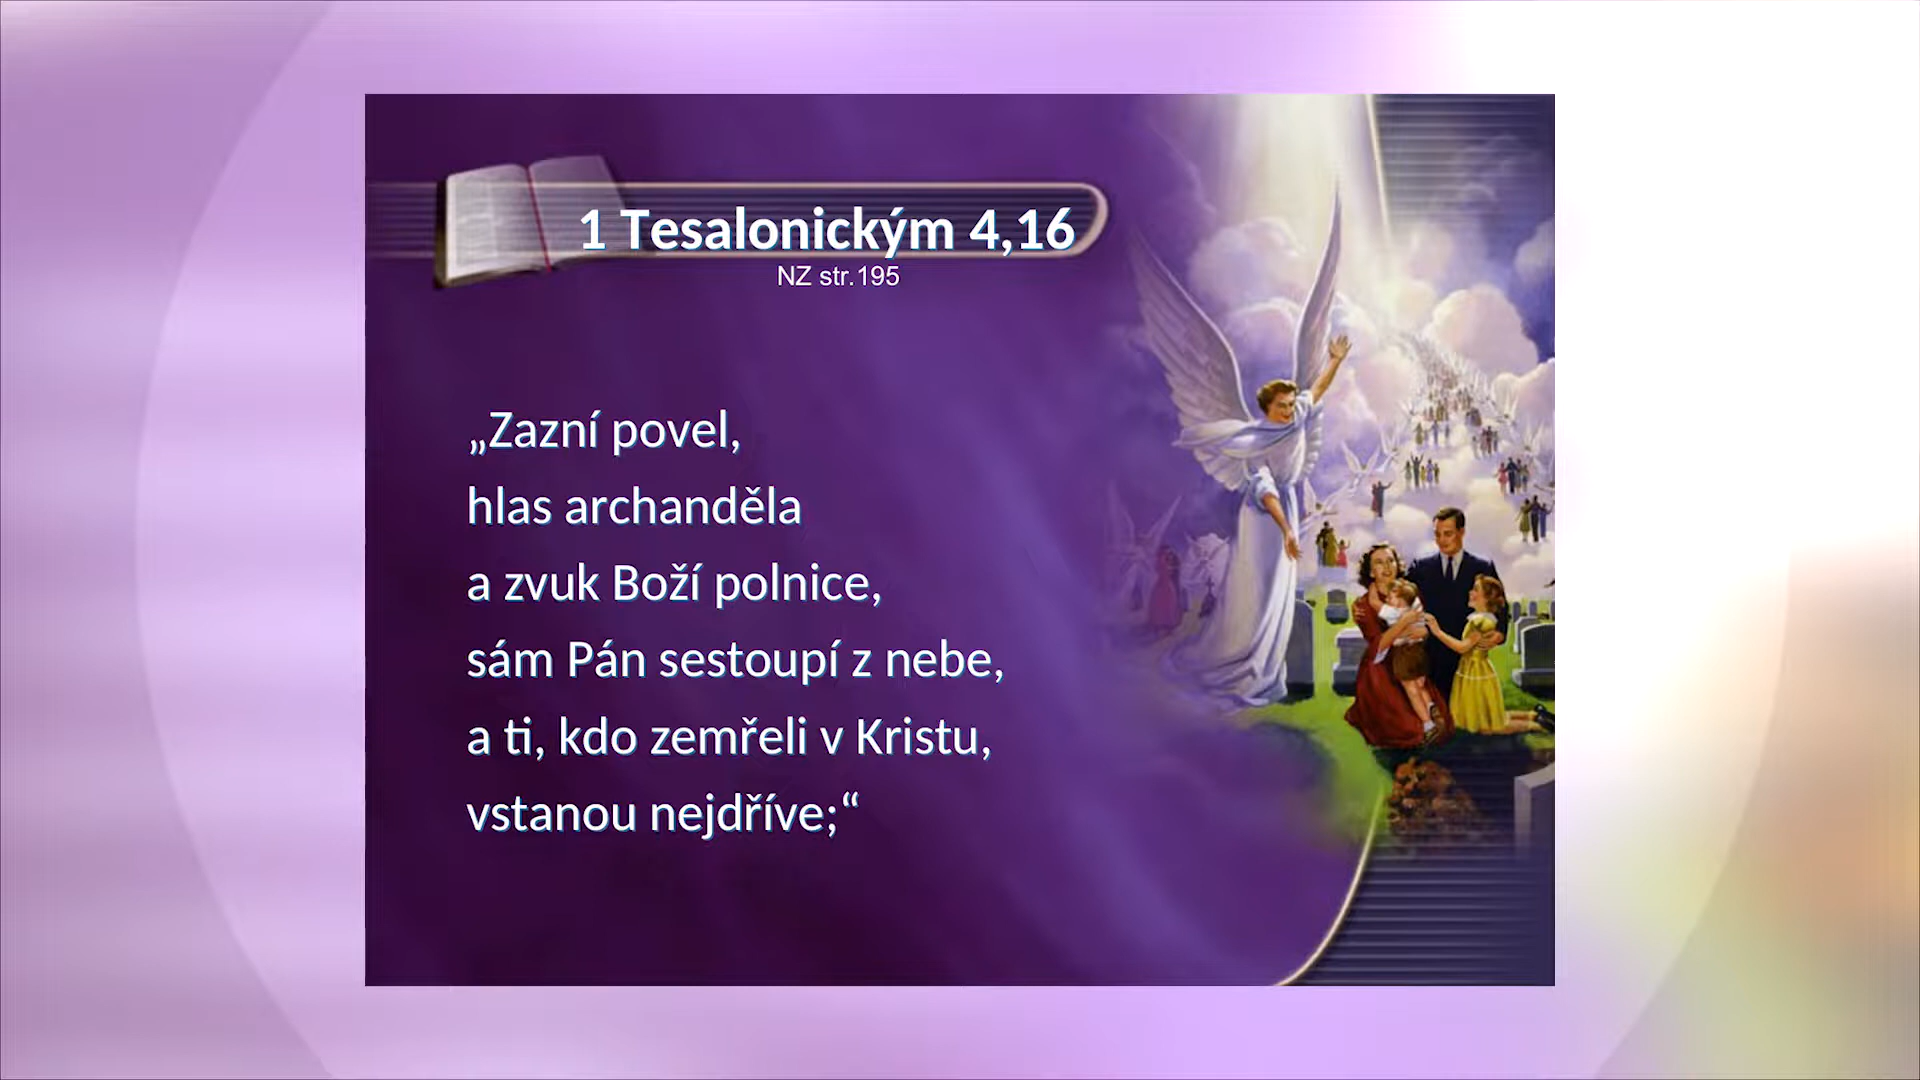 1 Tesalonickým 4,16
NZ str.195
„Zazní povel,
hlas archanděla
a zvuk Boží polnice,
sám Pán sestoupí z nebe,
a ti, kdo zemřeli v Kristu,
vstanou nejdříve;“